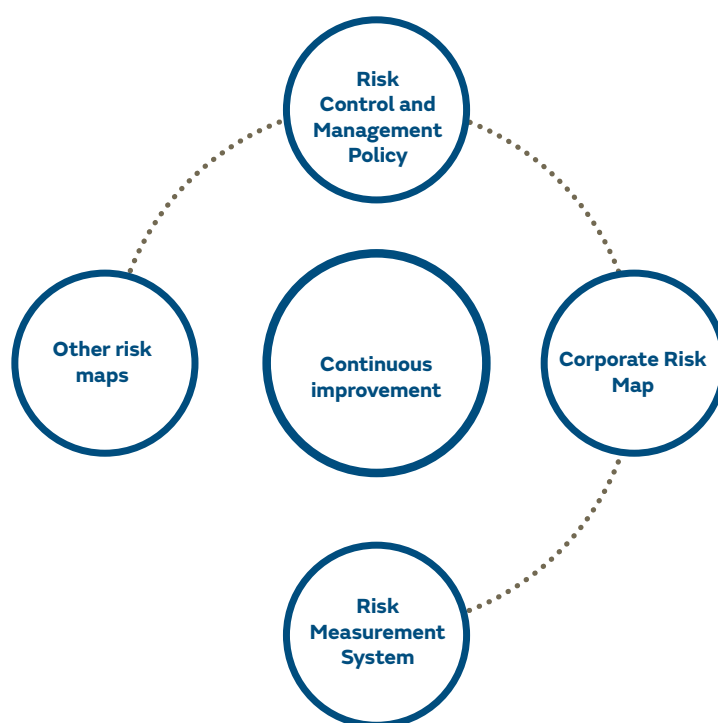 Risk
Control and
Management
Policy
Other risk
maps
Continuous
improvement
Corporate Risk
Map
Risk
Measurement
System